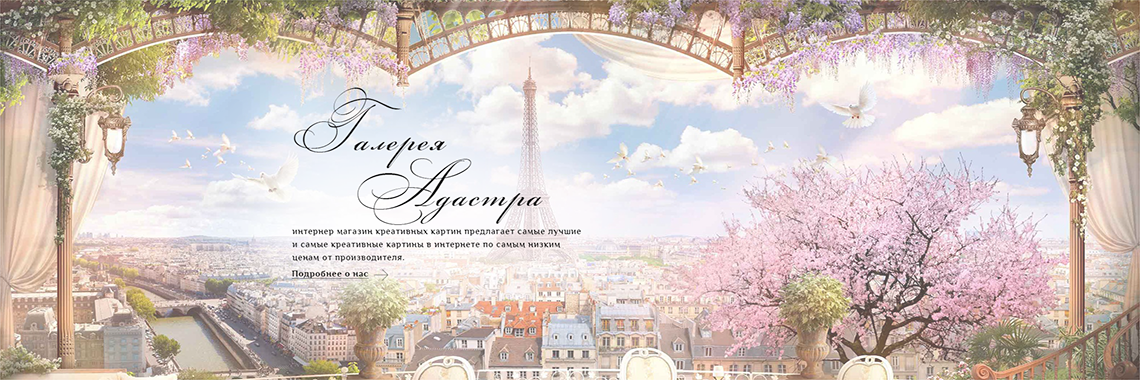 Галерея
Адастра
интернер магазин креативных картин предлагает самые лучшие
и самые креативные картины в интернете по самым низким
ценам от производителя.
Подробнее о нас